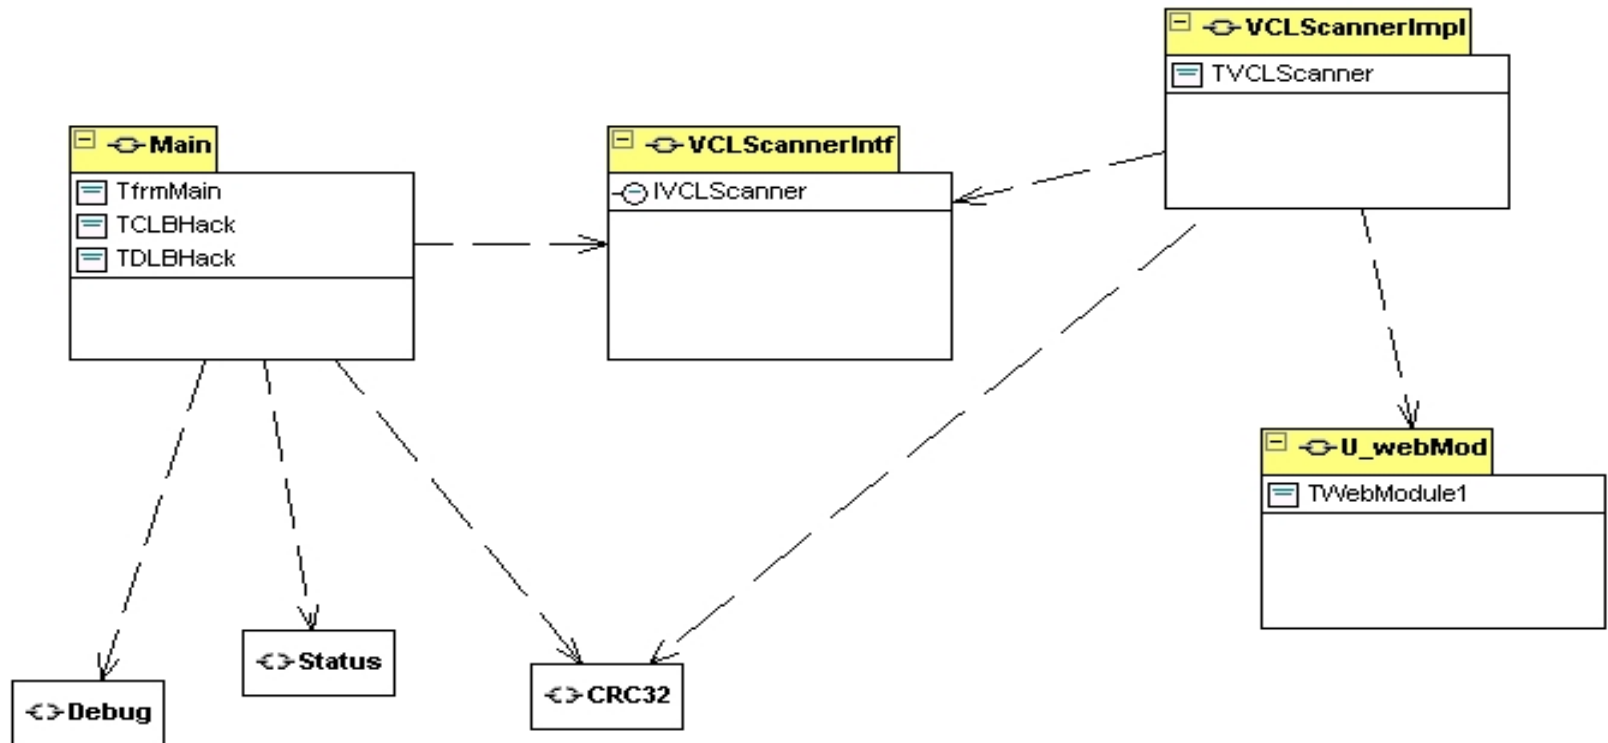 VCLScannerImpl
TVCLScanner
Main
TfrmMain
TCLBHack
TDLBHack
VCLScannerIntf
IVCLScanner
U_webMod
TWebModule1
Status
CRC32
Debug